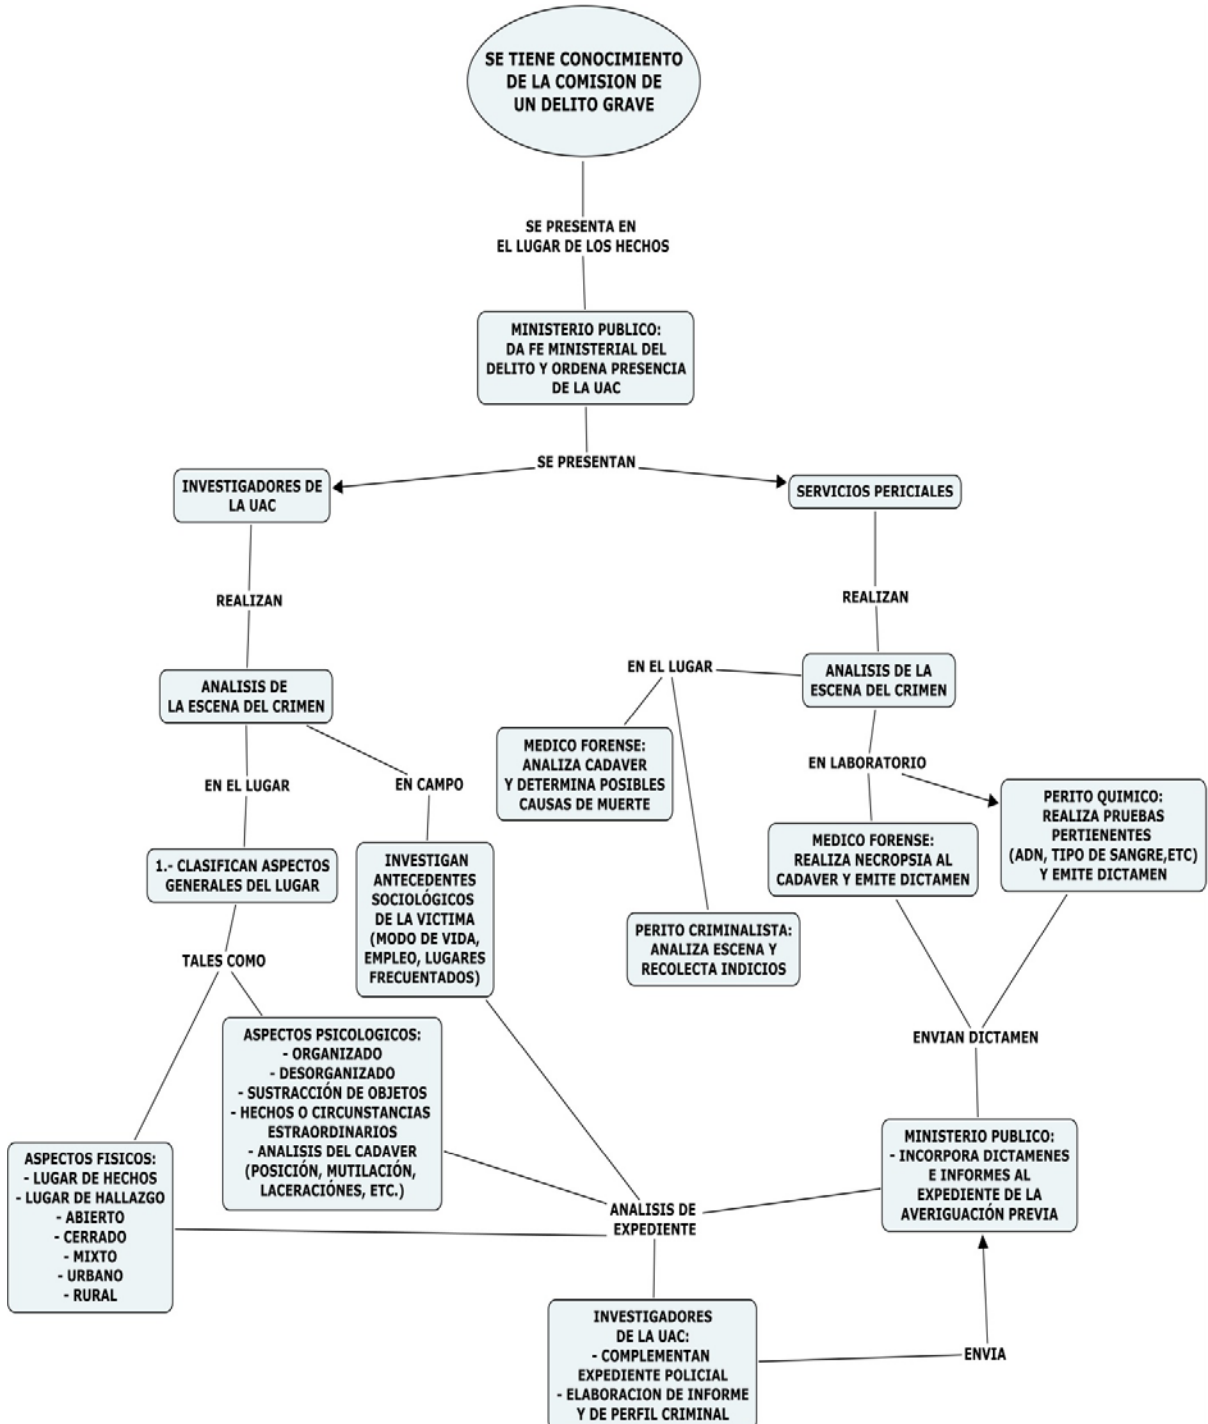 SE TIENE CONOCIMIENTO
DE LA COMISION DE
UN DELITO GRAVE
SE PRESENTA EN
EL LUGAR DE LOS HECHOS
MINISTERIO PUBLICO:
DA FE MINISTERIAL DEL
DELITO Y ORDENA PRESENCIA
DE LA UAC
SE PRESENTAN
INVESTIGADORES DE
LA UAC
SERVICIOS PERICIALES
REALIZAN
REALIZAN
ANALISIS DE
LA ESCENA DEL CRIMEN
EN EL LUGAR
ANALISIS DE LA
ESCENA DEL CRIMEN
EN EL LUGAR
EN CAMPO
MEDICO FORENSE:
ANALIZA CADAVER
Y DETERMINA POSIBLES
CAUSAS DE MUERTE
EN LABORATORIO
PERITO QUIMICO:
REALIZA PRUEBAS
PERTIENENTES
(ADN, TIPO DE SANGRE,ETC)
Y EMITE DICTAMEN
MEDICO FORENSE:
REALIZA NECROPSIA AL
CADAVER Y EMITE DICTAMEN
1.- CLASIFICAN ASPECTOS
GENERALES DEL LUGAR
INVESTIGAN
ANTECEDENTES
SOCIOLÓGICOS
DE LA VICTIMA
(MODO DE VIDA,
EMPLEO, LUGARES
FRECUENTADOS)
PERITO CRIMINALISTA:
ANALIZA ESCENA Y
RECOLECTA INDICIOS
TALES COMO
ASPECTOS PSICOLOGICOS:
- ORGANIZADO
- DESORGANIZADO
- SUSTRACCIÓN DE OBJETOS
- HECHOS O CIRCUNSTANCIAS
ESTRAORDINARIOS
- ANALISIS DEL CADAVER
(POSICIÓN, MUTILACIÓN,
LACERACIÓNES, ETC.)
ENVIAN DICTAMEN
ASPECTOS FISICOS:
- LUGAR DE HECHOS
- LUGAR DE HALLAZGO
- ABIERTO
- CERRADO
- MIXTO
- URBANO
- RURAL
MINISTERIO PUBLICO:
- INCORPORA DICTAMENES
E INFORMES AL
EXPEDIENTE DE LA
AVERIGUACIÓN PREVIA
ANALISIS DE
EXPEDIENTE
INVESTIGADORES
DE LA UAC:
- COMPLEMENTAN
EXPEDIENTE POLICIAL
- ELABORACION DE INFORME
Y DE PERFIL CRIMINAL
ENVIA